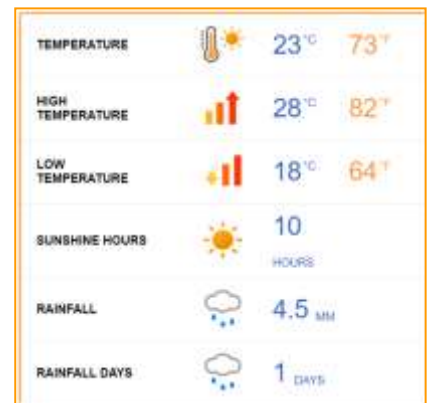 TEMPERATURE 23°C 73°F
HIGH
TEMPERATURE 28°C 82°F
LOW
TEMPERATURE 18°C 64°F
SUNSHINE HOURS 10
HOURS
RAINFALL 4.5 MM
RAINFALL DAYS 1 DAYS